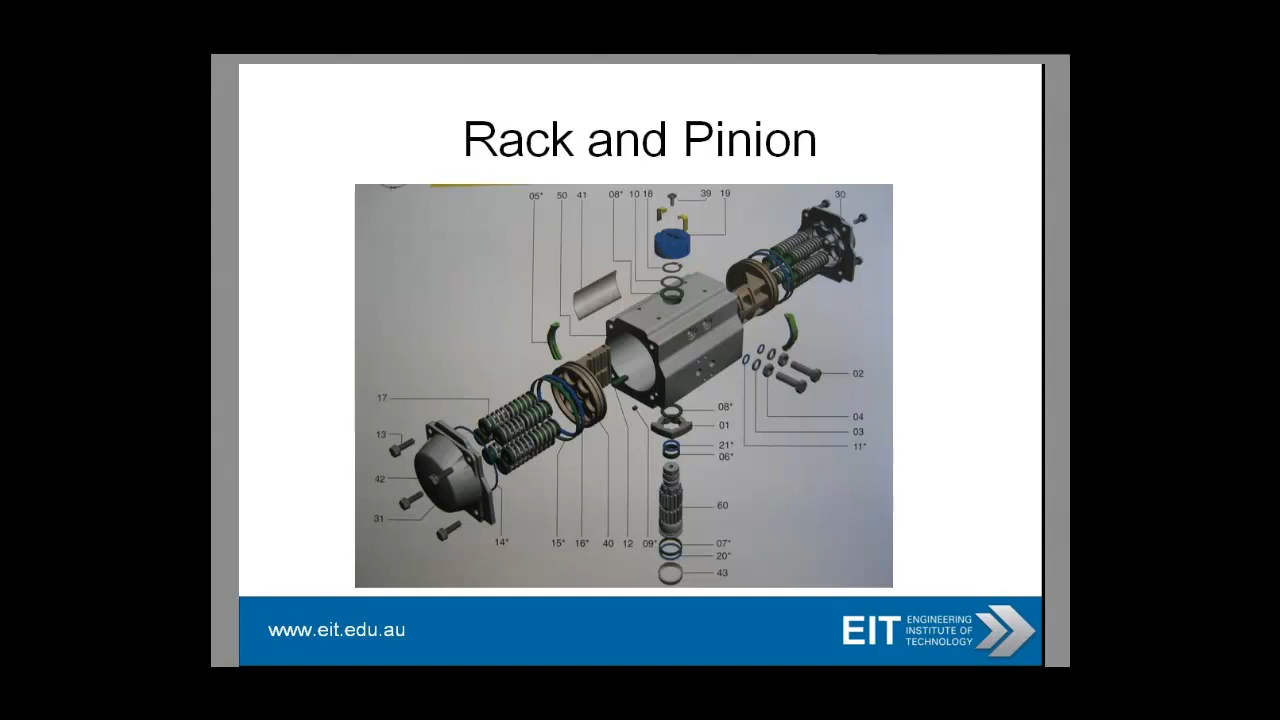 Rack and Pinion
05* 50 41 08* 10 18 39 19 30
17
13
42
31
02
04
03
11*
08*
01
21*
06*
60
14* 15* 16* 40 12 09* 07*
20*
43
www.eit.edu.au
EIT ENGINEERING
INSTITUTE OF
TECHNOLOGY